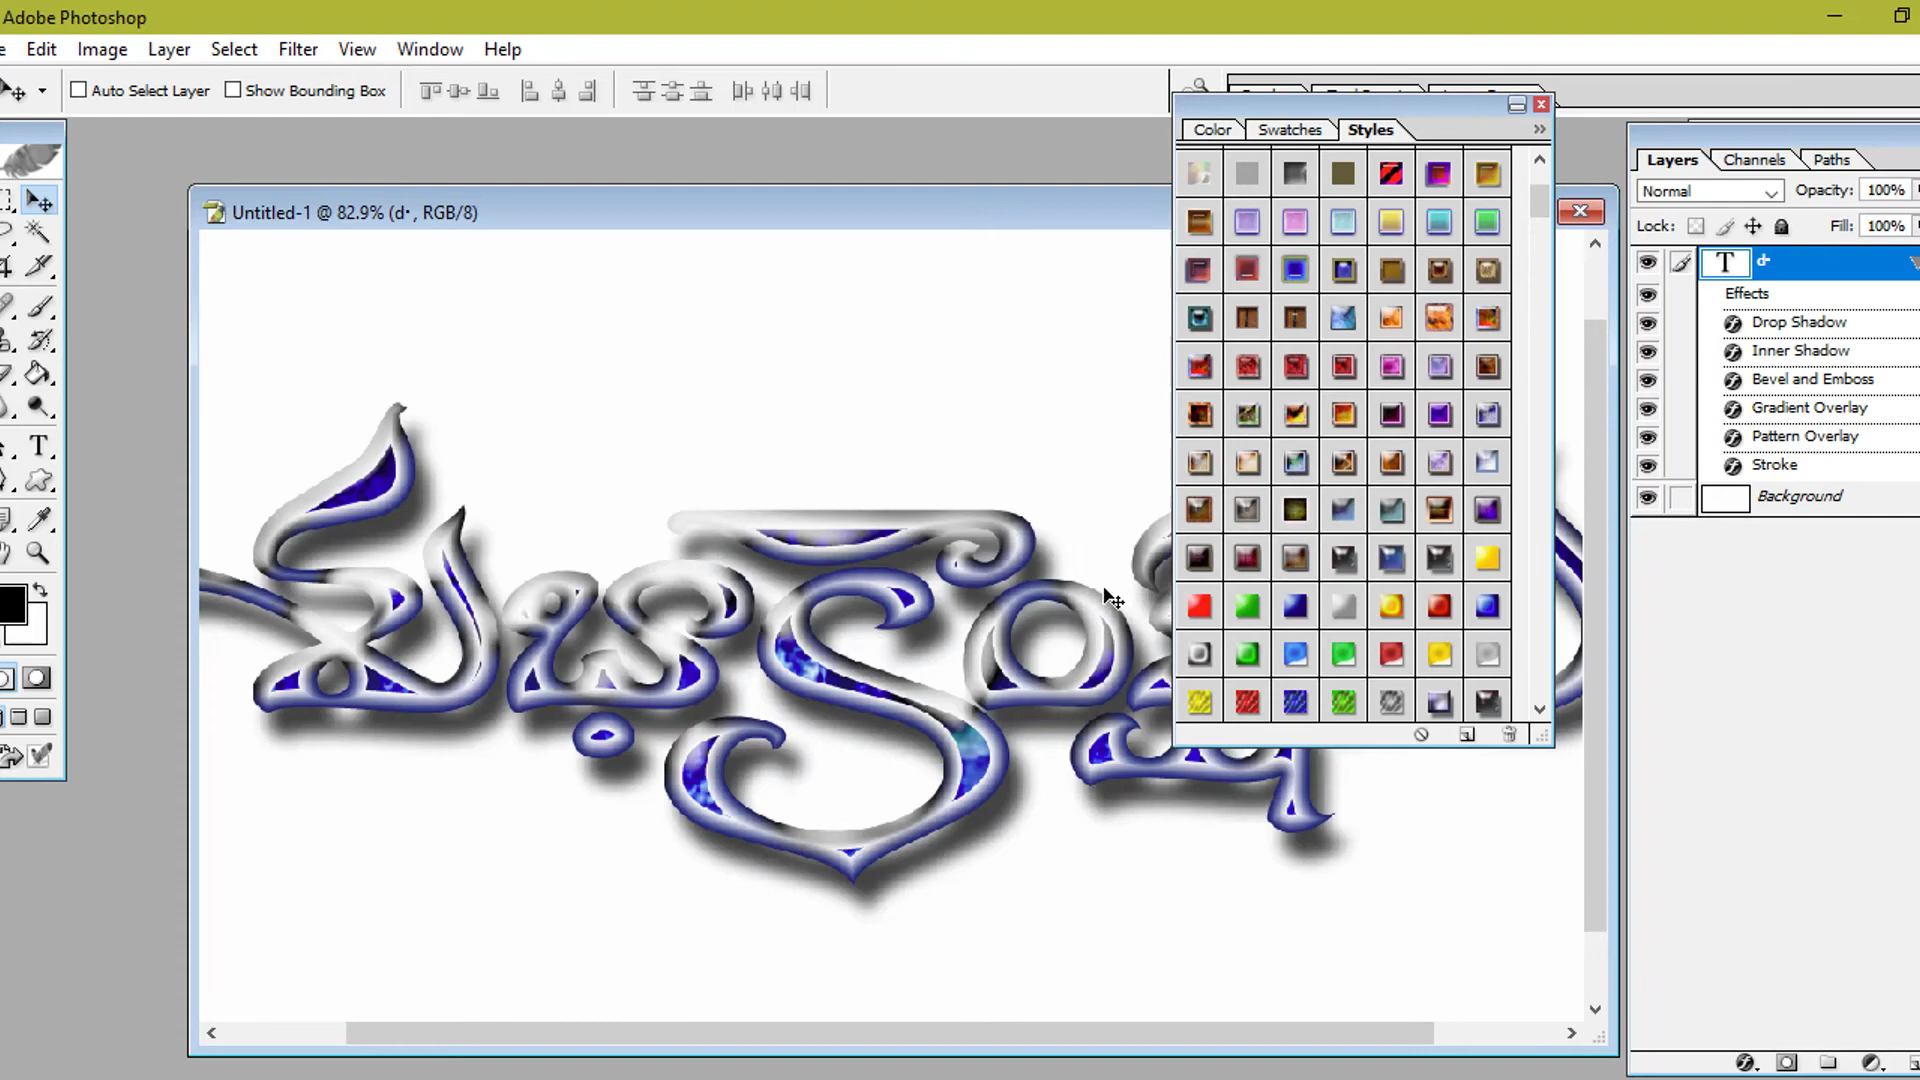 Adobe Photoshop
Edit Image Layer Select Filter View Window Help
Auto Select Layer Show Bounding Box
Color Swatches Styles
Untitled-1 @ 82.9% (d·, RGB/8)
Layers Channels Paths
Normal Opacity: 100%
Lock: Fill: 100%
T
Effects
Drop Shadow
Inner Shadow
Bevel and Emboss
Gradient Overlay
Pattern Overlay
Stroke
Background